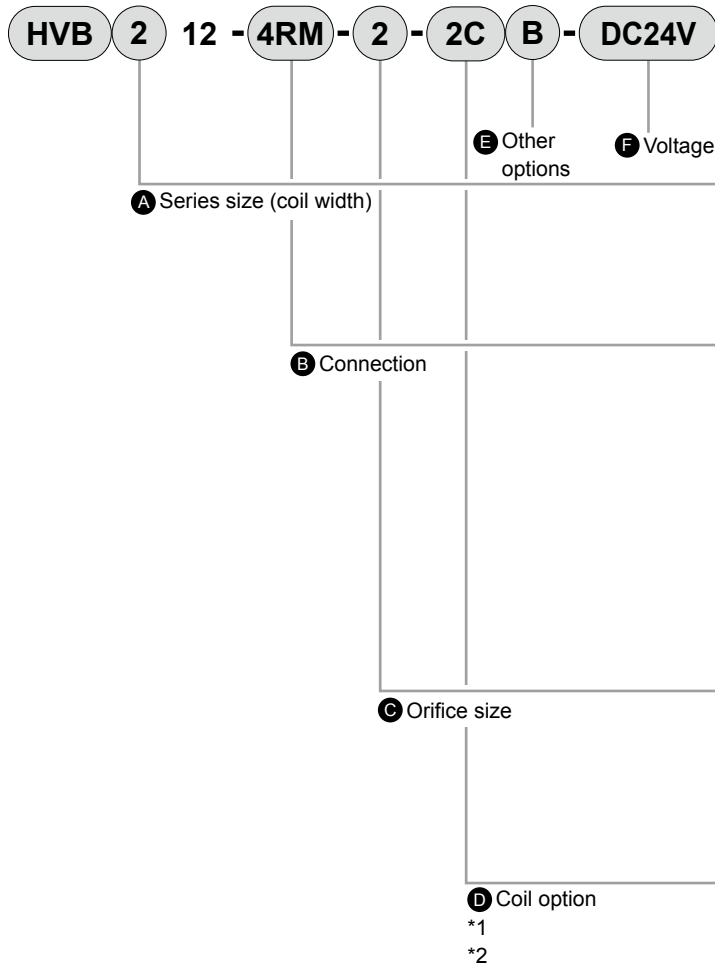 HVB 2 12 - 4RM - 2 - 2C B - DC24V
E Other options
F Voltage
A Series size (coil width)
B Connection
C Orifice size
D Coil option
*1
*2